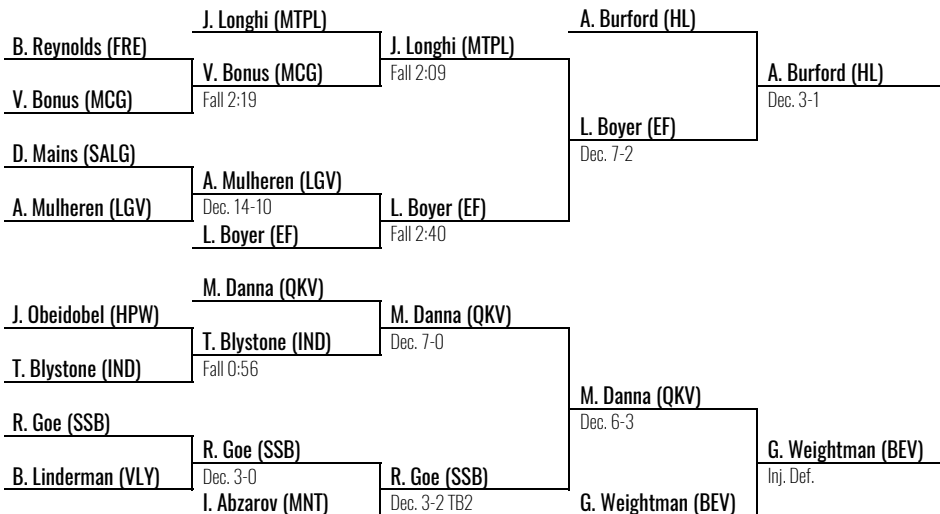 J. Longhi (MTPL)
A. Burford (HL)
B. Reynolds (FRE)
J. Longhi (MTPL)
V. Bonus (MCG)
Fall 2:09
A. Burford (HL)
V. Bonus (MCG)
Fall 2:19
Dec. 3-1
L. Boyer (EF)
D. Mains (SALG)
Dec. 7-2
A. Mulheren (LGV)
A. Mulheren (LGV)
Dec. 14-10
L. Boyer (EF)
L. Boyer (EF)
Fall 2:40
M. Danna (QKV)
J. Obeidobel (HPW)
M. Danna (QKV)
T. Blystone (IND)
Dec. 7-0
T. Blystone (IND)
Fall 0:56
M. Danna (QKV)
R. Goe (SSB)
Dec. 6-3
R. Goe (SSB)
G. Weightman (BEV)
B. Linderman (VLY)
Dec. 3-0
R. Goe (SSB)
Inj. Def.
I. Abzarov (MNT)
Dec. 3-2 TB2
G. Weightman (BEV)